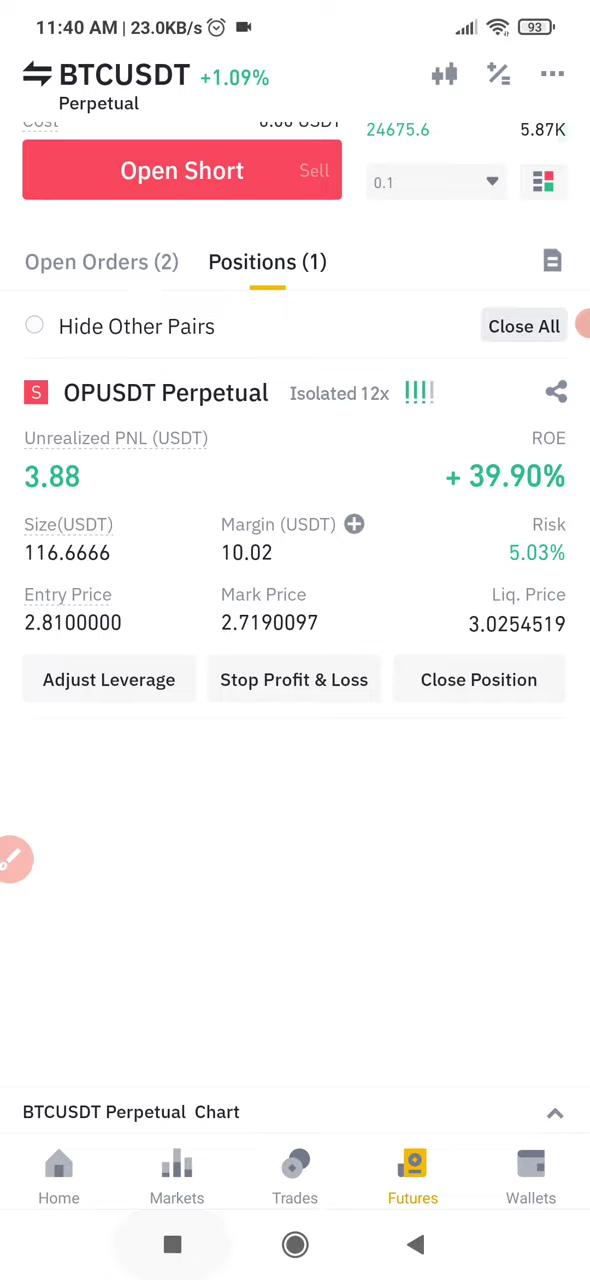 11:40 AM | 23.0KB/s 93
BTCUSDT +1.09%
Perpetual
Cost 0.00 USDT 24675.6 5.87K
Open Short Sell
0.1
Open Orders (2) Positions (1)
Hide Other Pairs Close All
S OPUSDT Perpetual Isolated 12x
Unrealized PNL (USDT) ROE
3.88 + 39.90%
Size(USDT) Margin (USDT) Risk
116.6666 10.02 5.03%
Entry Price Mark Price Liq. Price
2.8100000 2.7190097 3.0254519
Adjust Leverage Stop Profit & Loss Close Position
BTCUSDT Perpetual Chart
Home Markets Trades Futures Wallets